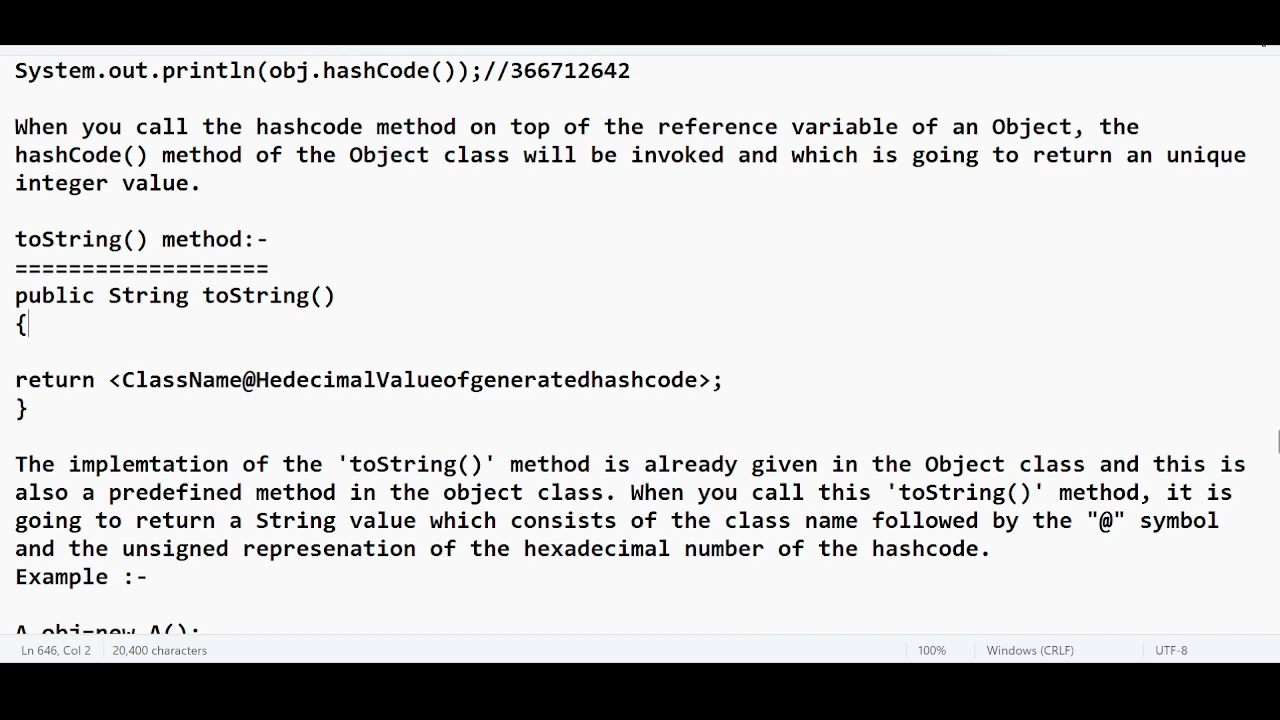 System.out.println(obj.hashCode());//366712642
When you call the hashcode method on top of the reference variable of an Object, the
hashCode() method of the Object class will be invoked and which is going to return an unique
integer value.
toString() method:-
===================
public String toString()
{
return <ClassName@HedecimalValueofgeneratedhashcode>;
}
The implemtation of the 'toString()' method is already given in the Object class and this is
also a predefined method in the object class. When you call this 'toString()' method, it is
going to return a String value which consists of the class name followed by the "@" symbol
and the unsigned represenation of the hexadecimal number of the hashcode.
Example :-
A obj=new A();
Ln 646, Col 2 20,400 characters 100% Windows (CRLF) UTF-8